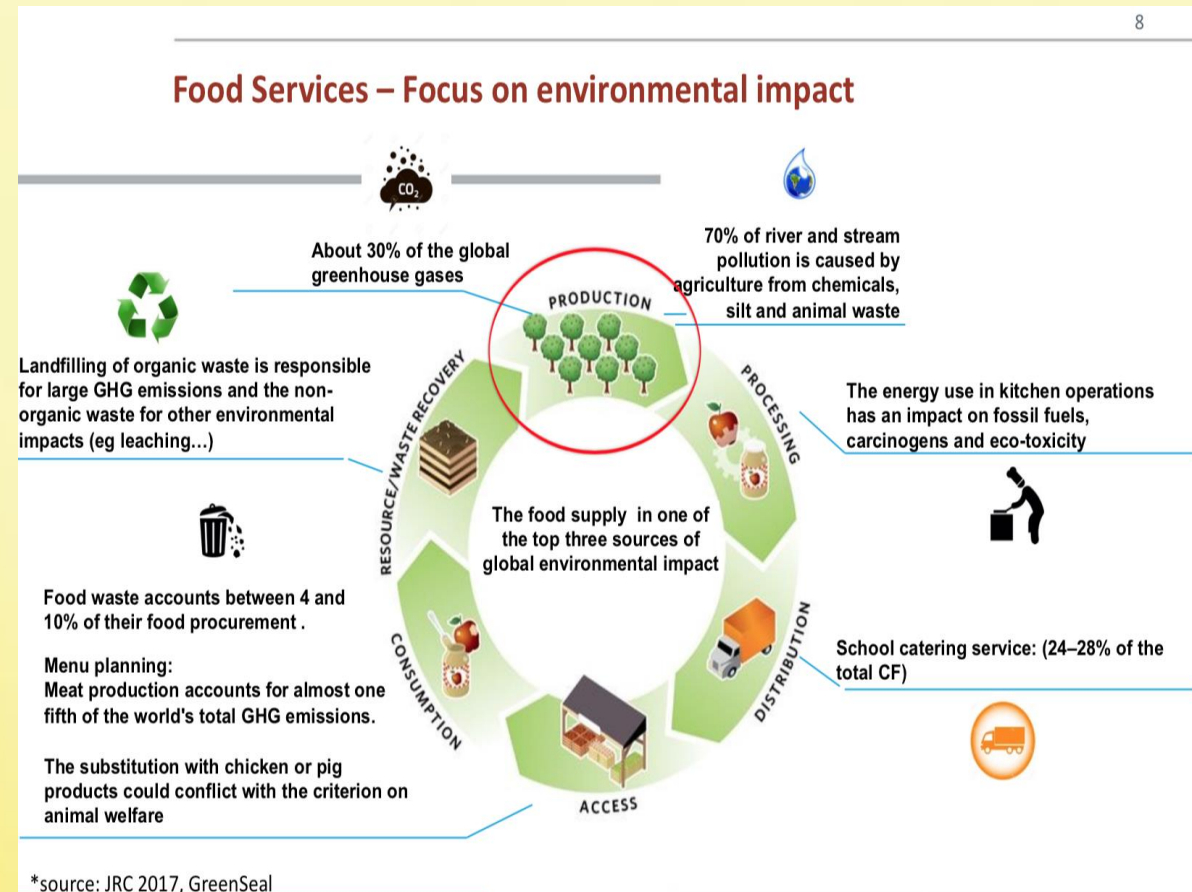 8
Food Services – Focus on environmental impact
CO2
About 30% of the global
greenhouse gases
70% of river and stream
pollution is caused by
agriculture from chemicals,
silt and animal waste
PRODUCTION
Landfilling of organic waste is responsible
for large GHG emissions and the non-
organic waste for other environmental
impacts (eg leaching...)
RESOURCE/WASTE RECOVERY
PROCESSING
The energy use in kitchen operations
has an impact on fossil fuels,
carcinogens and eco-toxicity
The food supply in one of
the top three sources of
global environmental impact
Food waste accounts between 4 and
10% of their food procurement .
Menu planning:
Meat production accounts for almost one
fifth of the world's total GHG emissions.
The substitution with chicken or pig
products could conflict with the criterion on
animal welfare
CONSUMPTION
DISTRIBUTION
School catering service: (24–28% of the
total CF)
ACCESS
*source: JRC 2017, GreenSeal